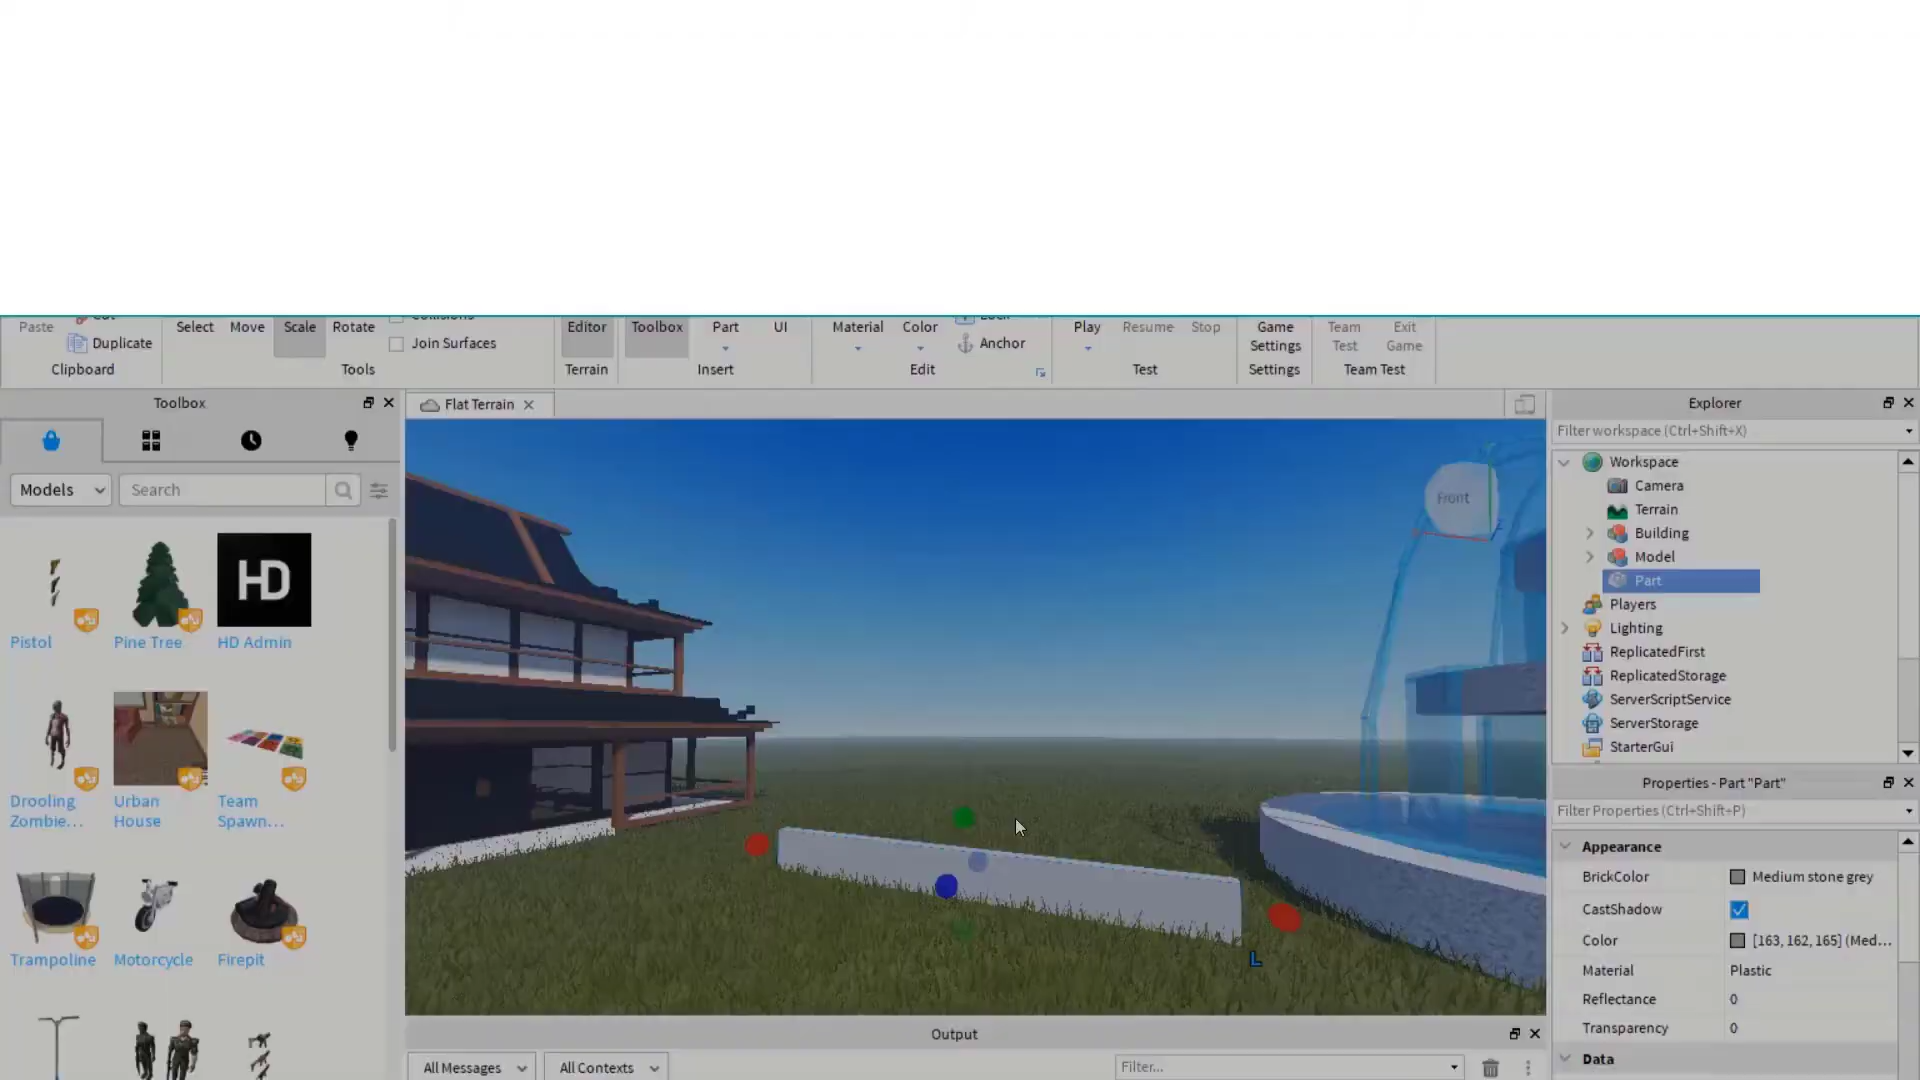 Paste
Cut
Duplicate
Clipboard
Select Move Scale Rotate
Collisions
Join Surfaces
Tools
Editor
Terrain
Toolbox Part UI
Insert
Material Color
Lock
Anchor
Edit
Play Resume Stop
Test
Game
Settings
Settings
Team
Test
Exit
Game
Team Test
Toolbox
Models
Search
Pistol
Pine Tree
HD
HD Admin
Drooling
Zombie...
Urban
House
Team
Spawn...
Trampoline
Motorcycle
Firepit
Flat Terrain
Front
L
Output
All Messages
All Contexts
Filter...
Explorer
Filter workspace (Ctrl+Shift+X)
Workspace
Camera
Terrain
Building
Model
Part
Players
Lighting
ReplicatedFirst
ReplicatedStorage
ServerScriptService
ServerStorage
StarterGui
Properties - Part "Part"
Filter Properties (Ctrl+Shift+P)
Appearance
BrickColor Medium stone grey
CastShadow
Color [163, 162, 165] (Med...
Material Plastic
Reflectance 0
Transparency 0
Data